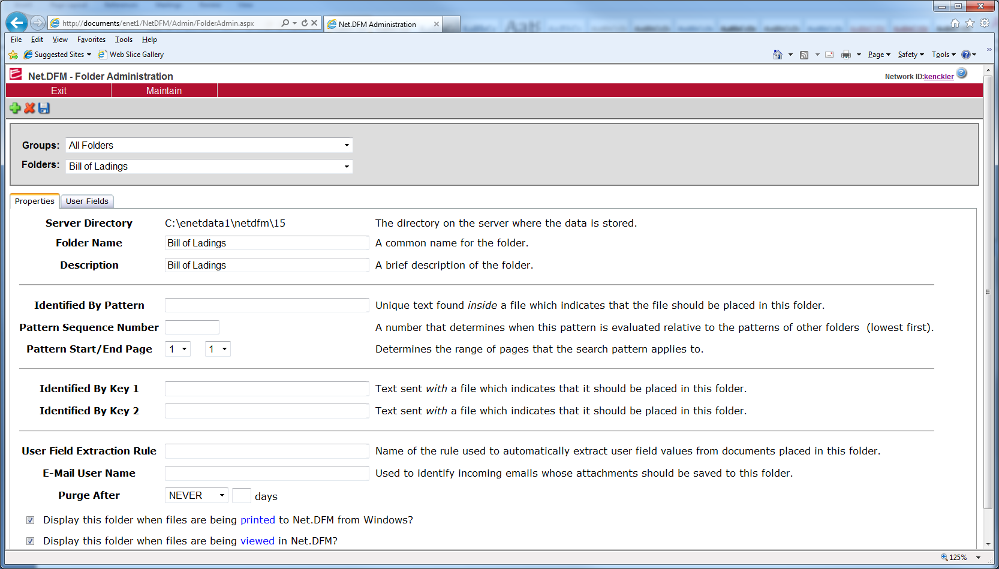 http://documents/enet1/NetDFM/Admin/FolderAdmin.aspx
Net.DFM Administration
File Edit View Favorites Tools Help
Suggested Sites Web Slice Gallery Page Safety Tools
Net.DFM - Folder Administration
Network ID:kenckler
Exit Maintain
Groups: All Folders
Folders: Bill of Ladings
Properties User Fields
Server Directory C:\enetdata1\netdfm\15 The directory on the server where the data is stored.
Folder Name Bill of Ladings A common name for the folder.
Description Bill of Ladings A brief description of the folder.
Identified By Pattern Unique text found inside a file which indicates that the file should be placed in this folder.
Pattern Sequence Number A number that determines when this pattern is evaluated relative to the patterns of other folders (lowest first).
Pattern Start/End Page 1 1 Determines the range of pages that the search pattern applies to.
Identified By Key 1 Text sent with a file which indicates that it should be placed in this folder.
Identified By Key 2 Text sent with a file which indicates that it should be placed in this folder.
User Field Extraction Rule Name of the rule used to automatically extract user field values from documents placed in this folder.
E-Mail User Name Used to identify incoming emails whose attachments should be saved to this folder.
Purge After NEVER days
Display this folder when files are being printed to Net.DFM from Windows?
Display this folder when files are being viewed in Net.DFM?
125%